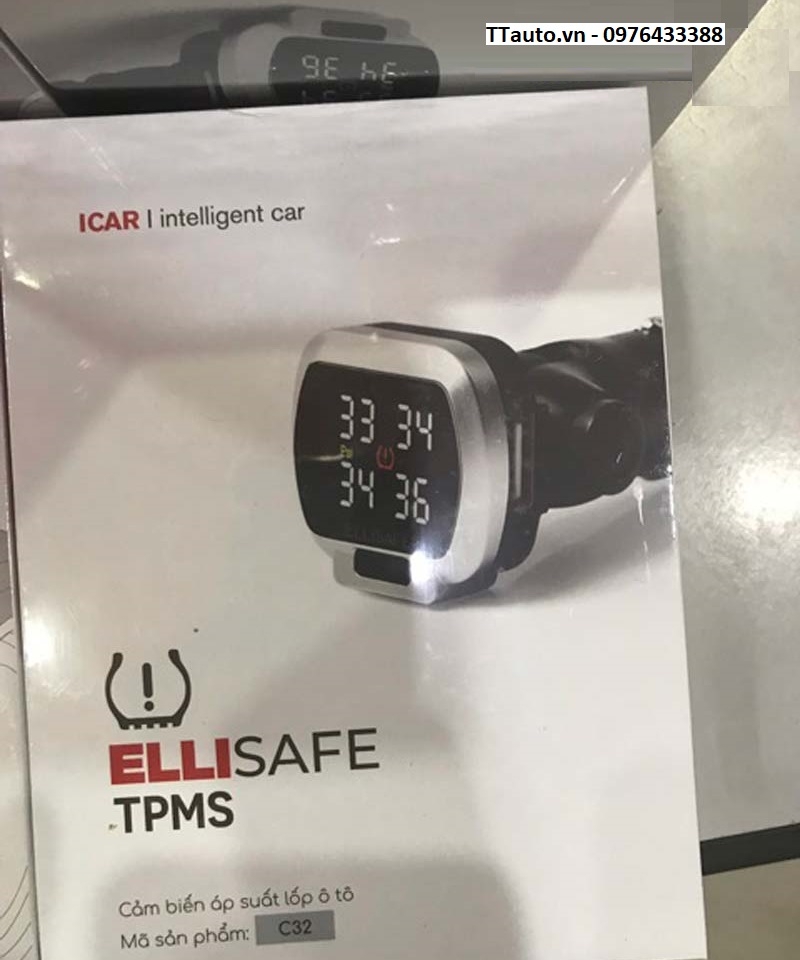 TTauto.vn - 0976433388
ICAR | intelligent car
33 34
34 36
ELLISAFE
TPMS
Cảm biến áp suất lốp ô tô
Mã sản phẩm: C32